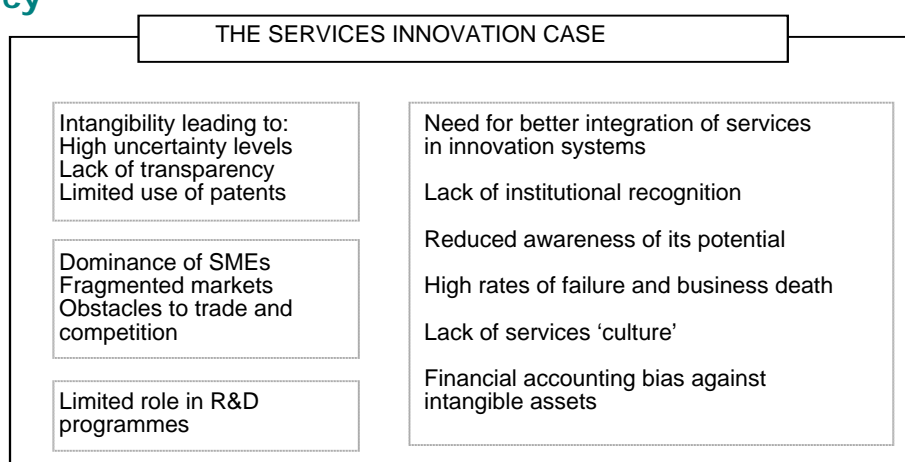 cy
THE SERVICES INNOVATION CASE
Intangibility leading to:
High uncertainty levels
Lack of transparency
Limited use of patents
Dominance of SMEs
Fragmented markets
Obstacles to trade and
competition
Limited role in R&D
programmes
Need for better integration of services
in innovation systems
Lack of institutional recognition
Reduced awareness of its potential
High rates of failure and business death
Lack of services ‘culture’
Financial accounting bias against
intangible assets